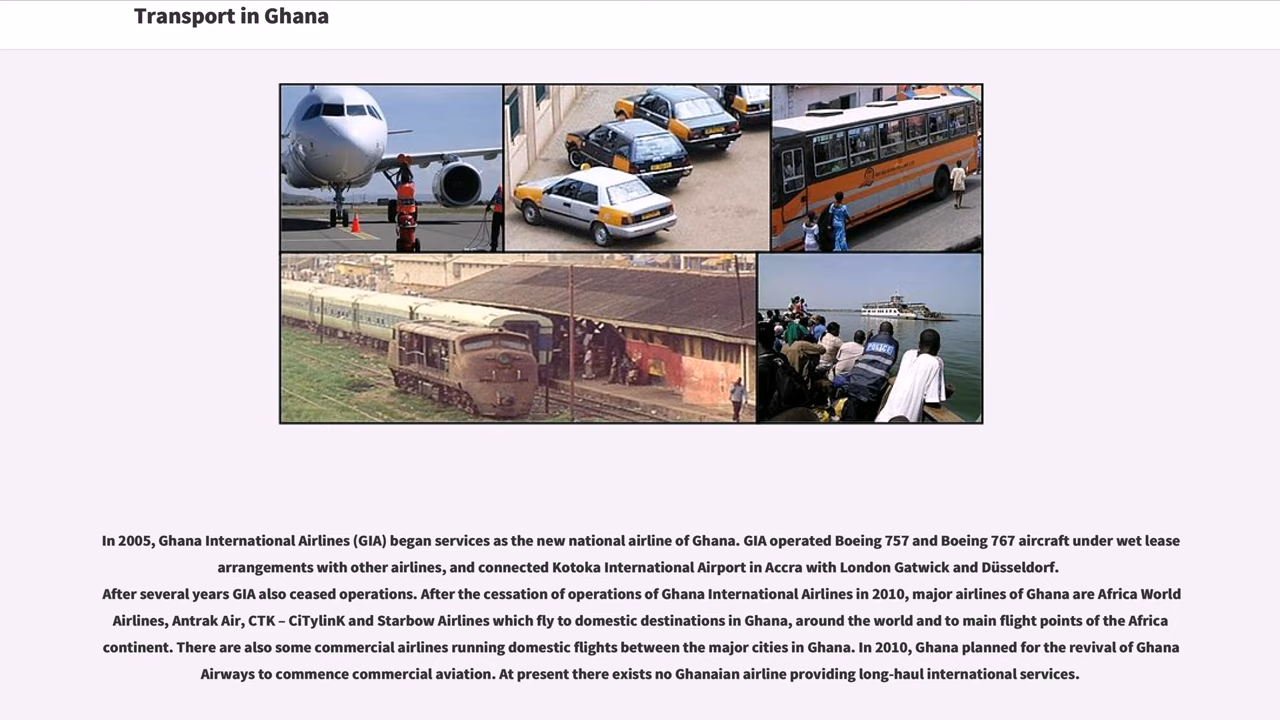 Transport in Ghana
POLICE
In 2005, Ghana International Airlines (GIA) began services as the new national airline of Ghana. GIA operated Boeing 757 and Boeing 767 aircraft under wet lease
arrangements with other airlines, and connected Kotoka International Airport in Accra with London Gatwick and Düsseldorf.
After several years GIA also ceased operations. After the cessation of operations of Ghana International Airlines in 2010, major airlines of Ghana are Africa World
Airlines, Antrak Air, CTK – CiTylinK and Starbow Airlines which fly to domestic destinations in Ghana, around the world and to main flight points of the Africa
continent. There are also some commercial airlines running domestic flights between the major cities in Ghana. In 2010, Ghana planned for the revival of Ghana
Airways to commence commercial aviation. At present there exists no Ghanaian airline providing long-haul international services.